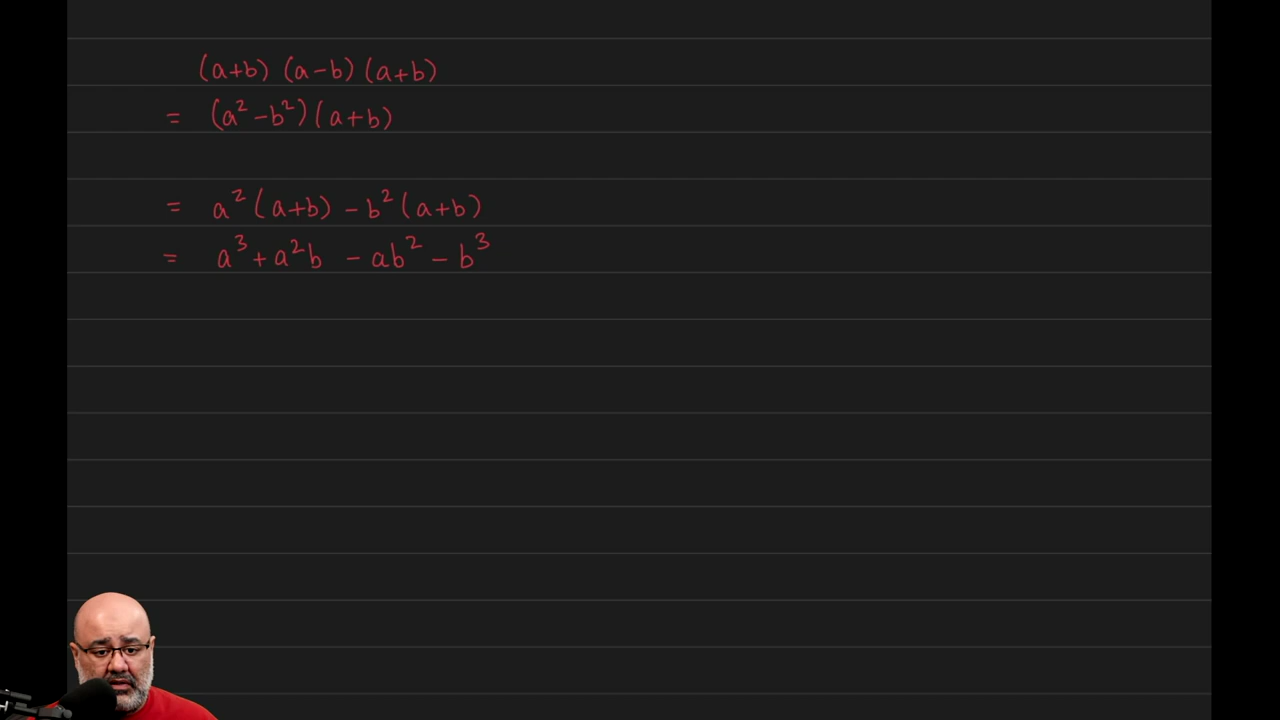 (a+b) (a-b) (a+b)
= (a² - b²) (a+b)
= a² (a+b) - b² (a+b)
= a³ + a²b - ab² - b³